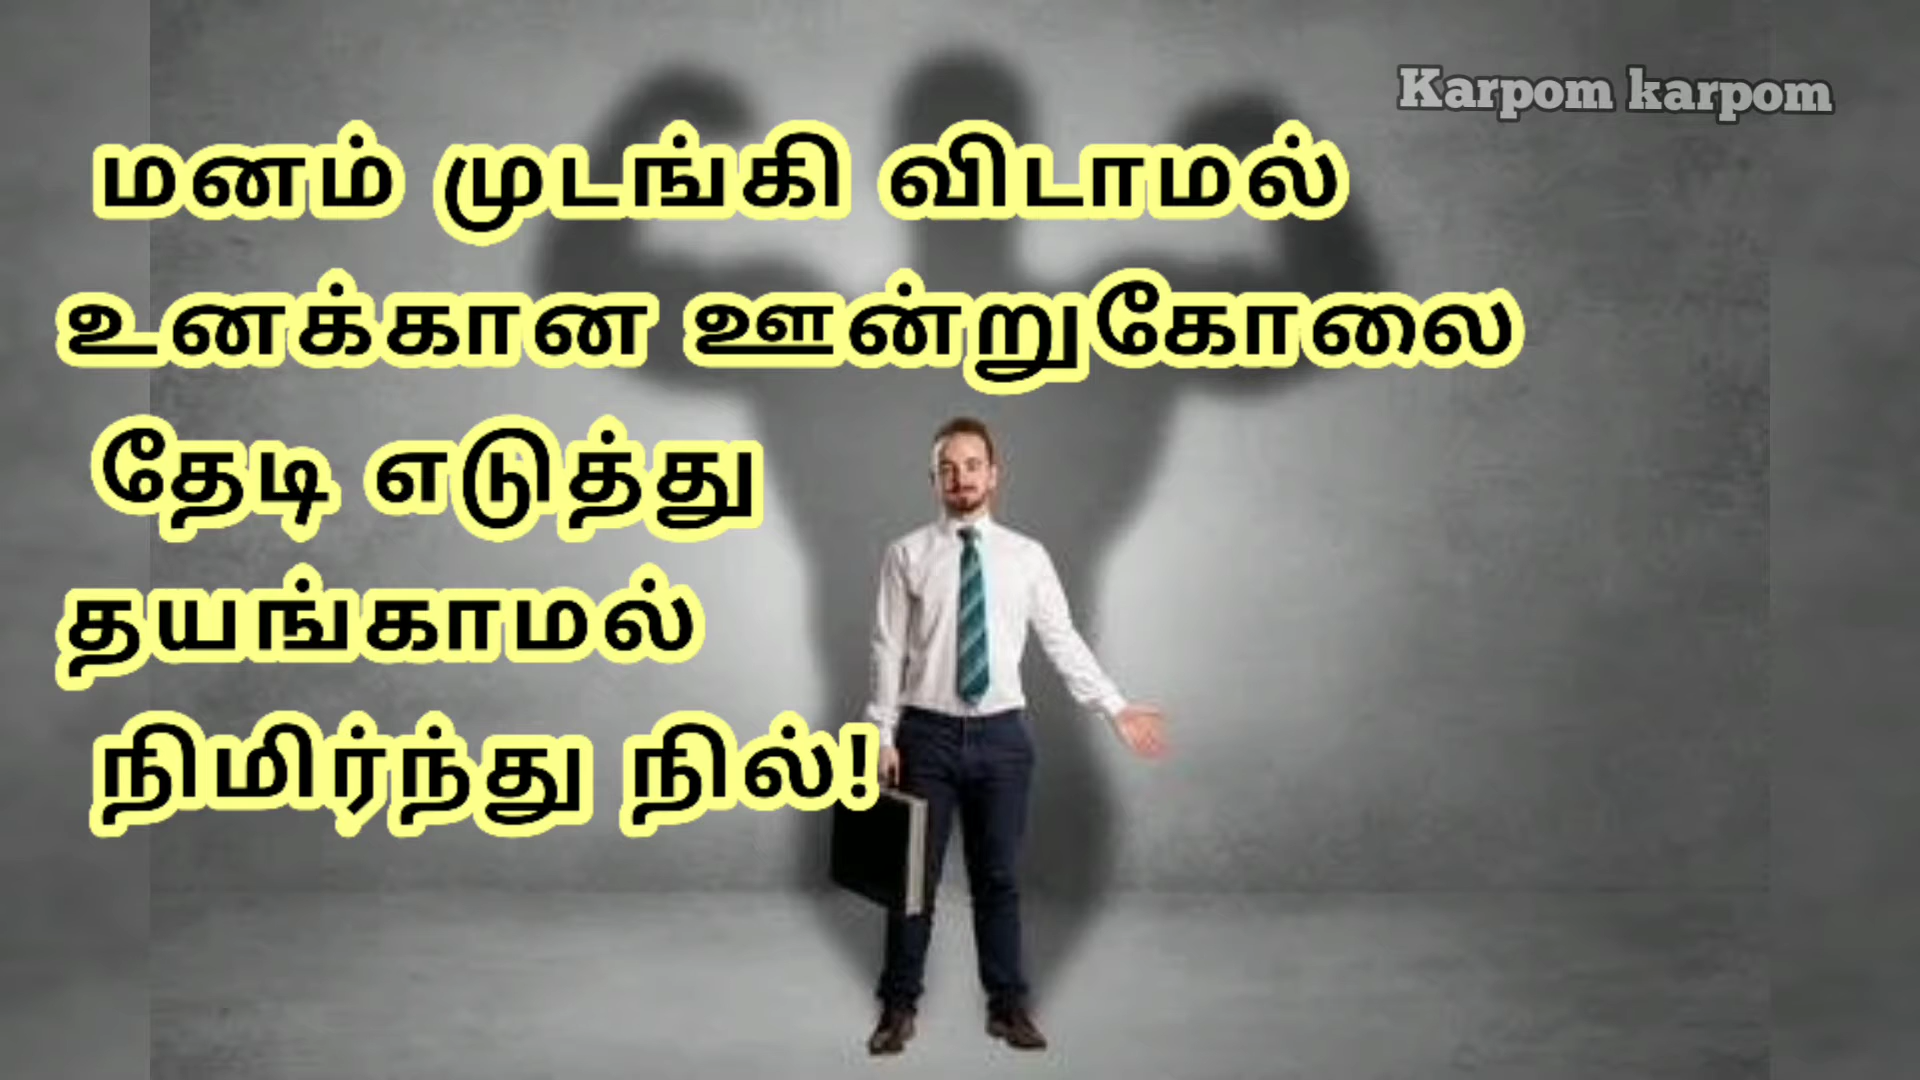 Karpom karpom
மனம் முடங்கி விடாமல்
உனக்கான ஊன்றுகோலை
தேடி எடுத்து
தயங்காமல்
நிமிர்ந்து நில்!